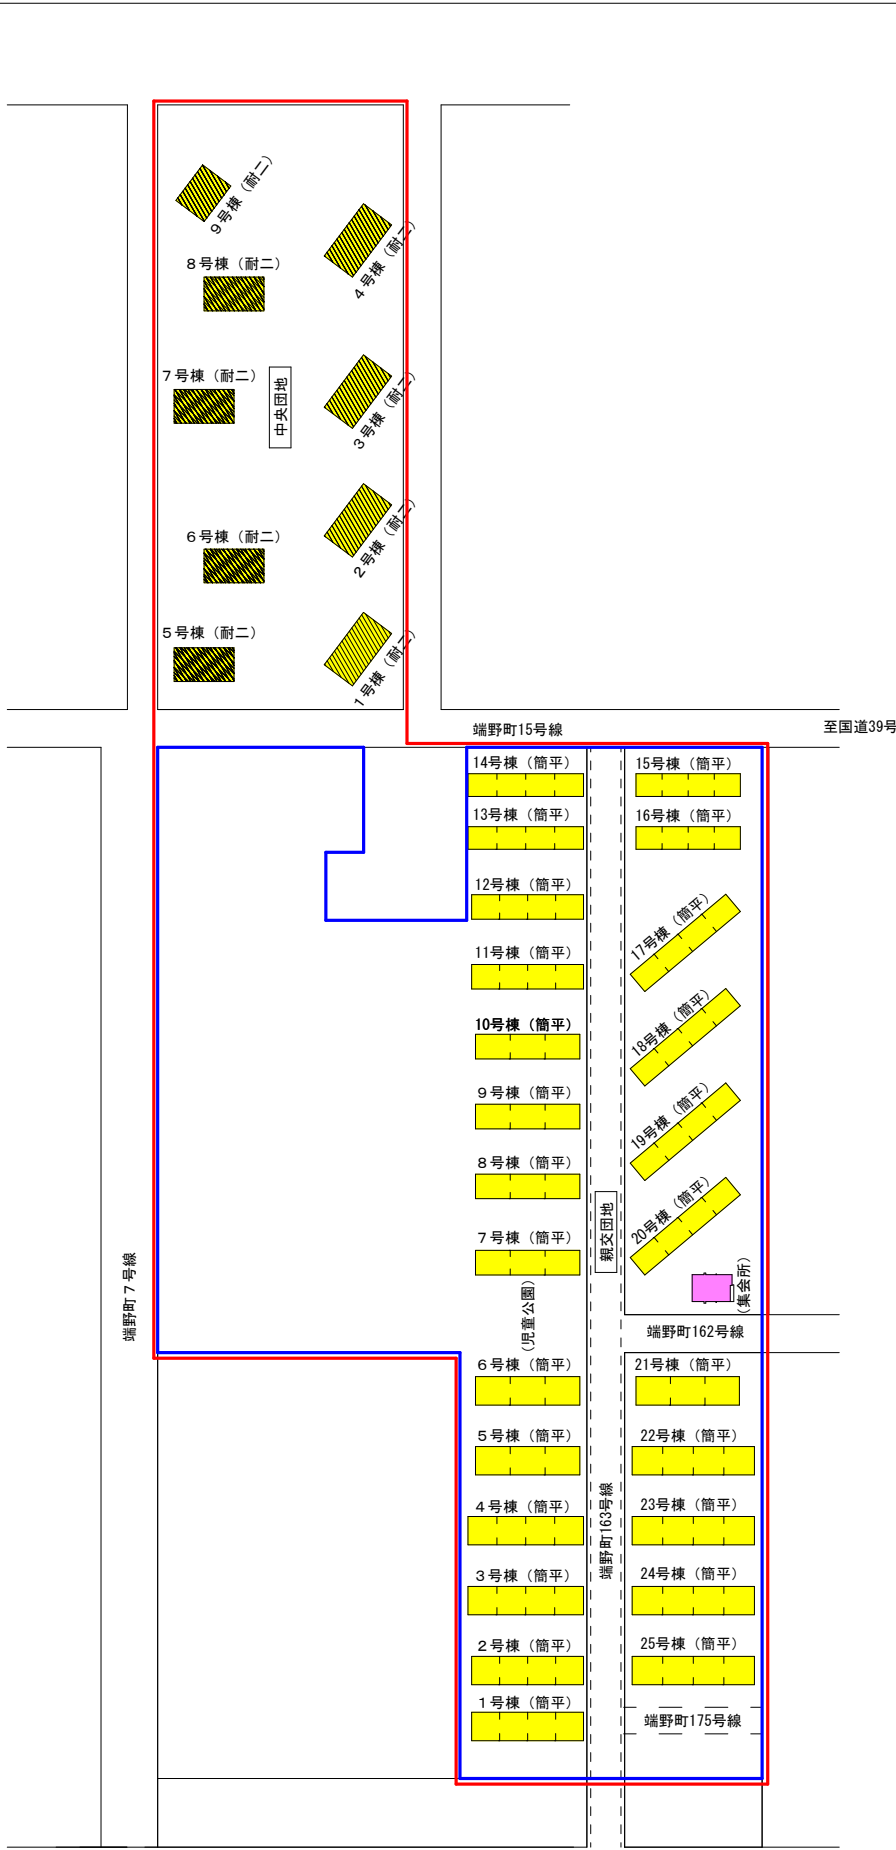 ９号棟（耐二）
４号棟（耐二）
８号棟（耐二）
７号棟（耐二）
中央団地
３号棟（耐二）
６号棟（耐二）
２号棟（耐二）
５号棟（耐二）
１号棟（耐二）
端野町15号線
至国道39号
14号棟（簡平）
15号棟（簡平）
13号棟（簡平）
16号棟（簡平）
12号棟（簡平）
17号棟（簡平）
11号棟（簡平）
10号棟（簡平）
18号棟（簡平）
９号棟（簡平）
19号棟（簡平）
８号棟（簡平）
親交団地
20号棟（簡平）
７号棟（簡平）
端野町７号線
（児童公園）
（集会所）
端野町162号線
６号棟（簡平）
21号棟（簡平）
５号棟（簡平）
22号棟（簡平）
４号棟（簡平）
端野町163号線
23号棟（簡平）
３号棟（簡平）
24号棟（簡平）
２号棟（簡平）
25号棟（簡平）
１号棟（簡平）
端野町175号線